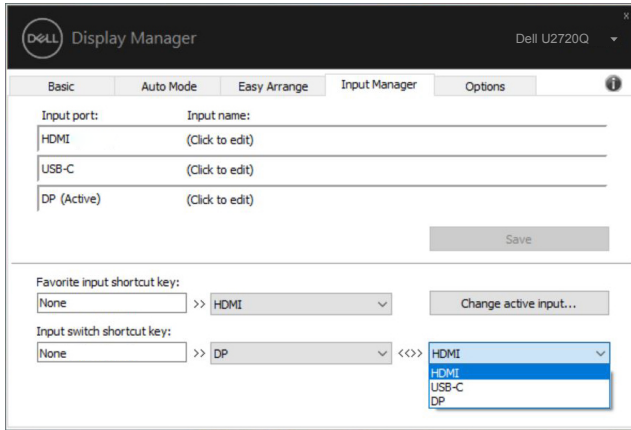 x
DELL Display Manager
Dell U2720Q
Basic Auto Mode Easy Arrange Input Manager Options
Input port: Input name:
HDMI (Click to edit)
USB-C (Click to edit)
DP (Active) (Click to edit)
Save
Favorite input shortcut key:
None >> HDMI Change active input...
Input switch shortcut key:
None >> DP <<>> HDMI
HDMI
USB-C
DP